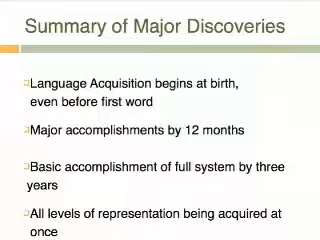 Summary of Major Discoveries
Language Acquisition begins at birth,
even before first word
Major accomplishments by 12 months
Basic accomplishment of full system by three
years
All levels of representation being acquired at
once